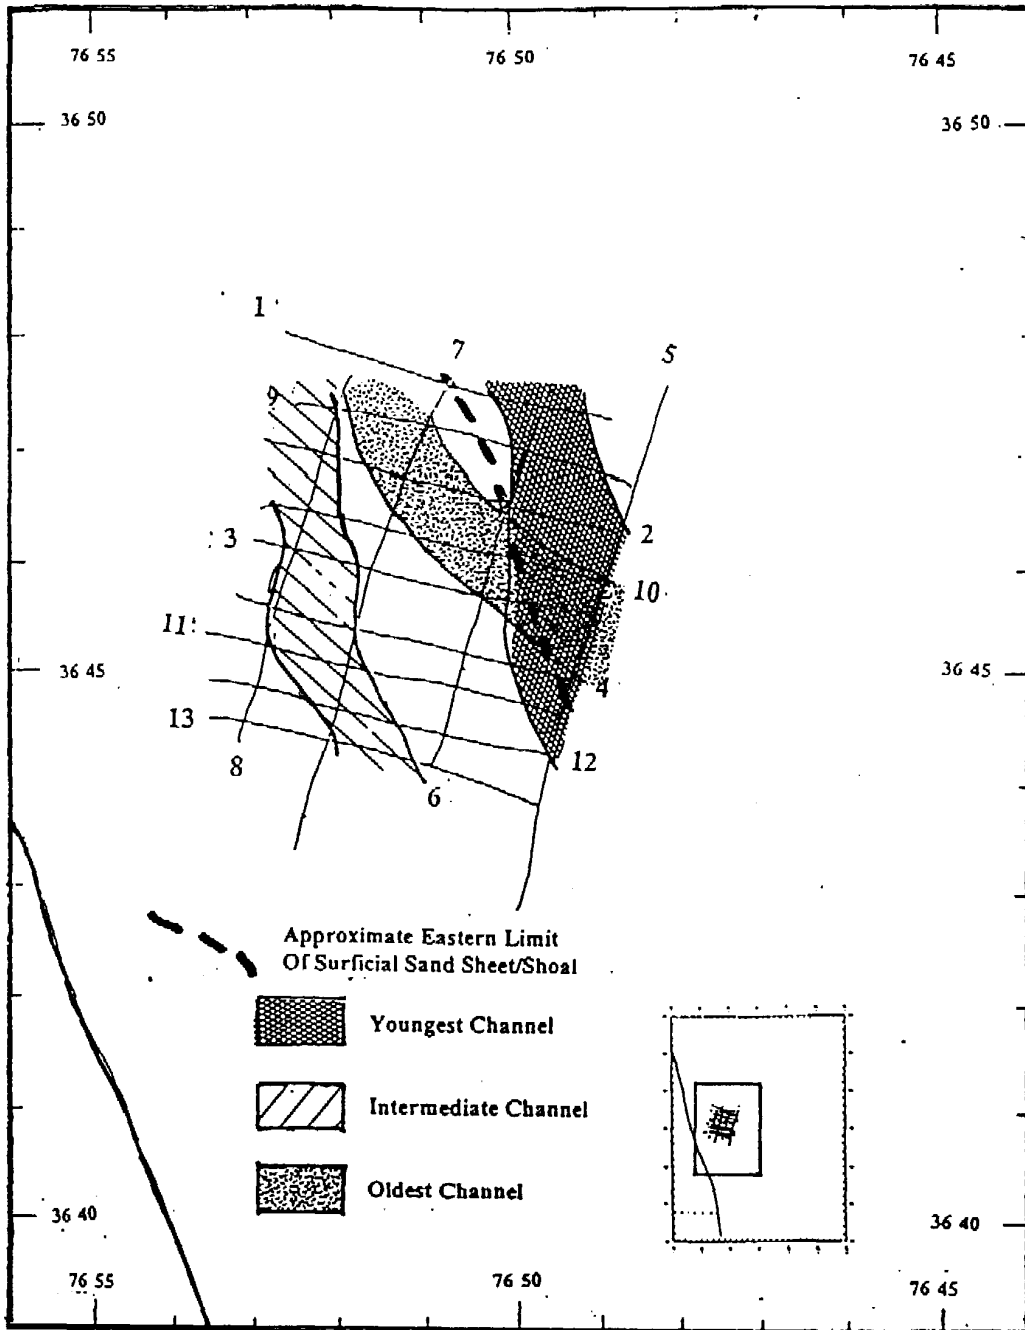 76 55 76 50 76 45
36 50 36 50
1
7
5
9
3
2
10
11
36 45 36 45
4
13
12
8
6
Approximate Eastern Limit
Of Surficial Sand Sheet/Shoal
Youngest Channel
Intermediate Channel
Oldest Channel
36 40 36 40
76 55 76 50 76 45